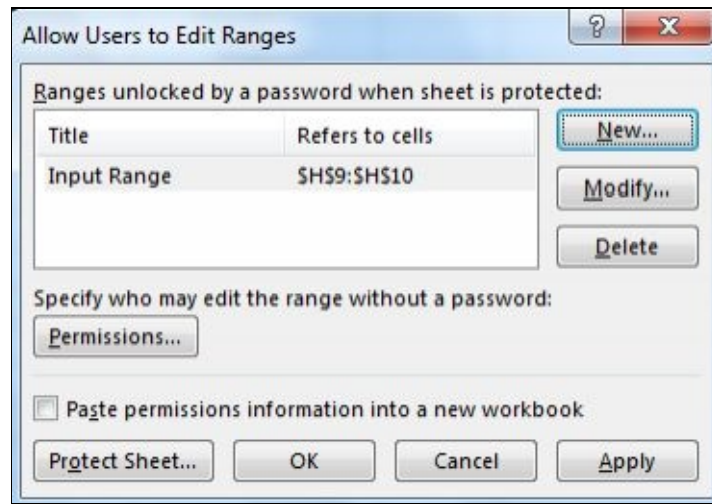 Allow Users to Edit Ranges
?
X
Ranges unlocked by a password when sheet is protected:
Title Refers to cells New...
Input Range $H$9:$H$10 Modify...
Delete
Specify who may edit the range without a password:
Permissions...
Paste permissions information into a new workbook
Protect Sheet... OK Cancel Apply